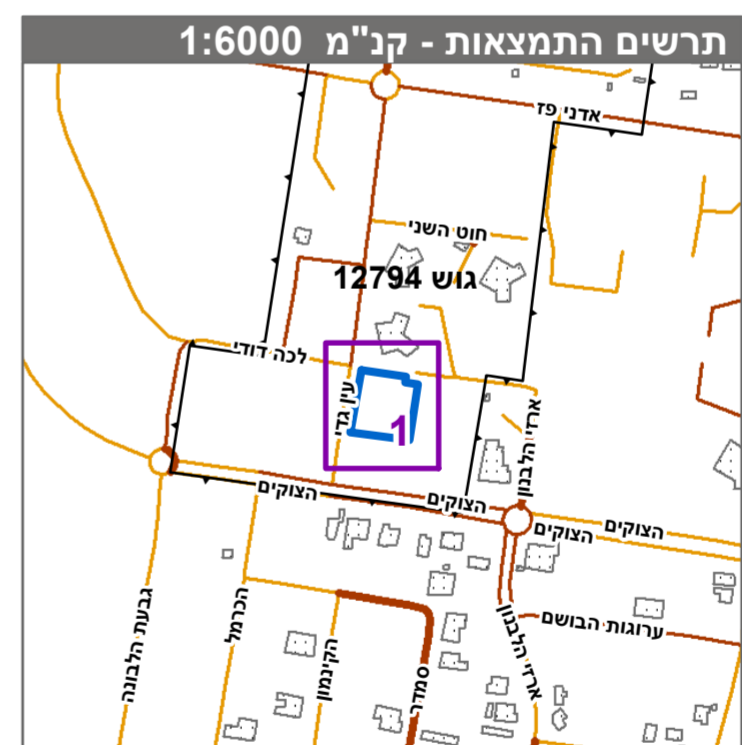 תרשים התמצאות - קנ"מ 1:6000
אדני פז
חוט השני
גוש 12794
לכה דודי
עין גדי
1
ארזי הלבנון
הצוקים
הצוקים
הצוקים
הצוקים
ערוגות הבושם
ארזי הלבנון
הכרמל
גבעת הלבונה
הקינמון
סמדר